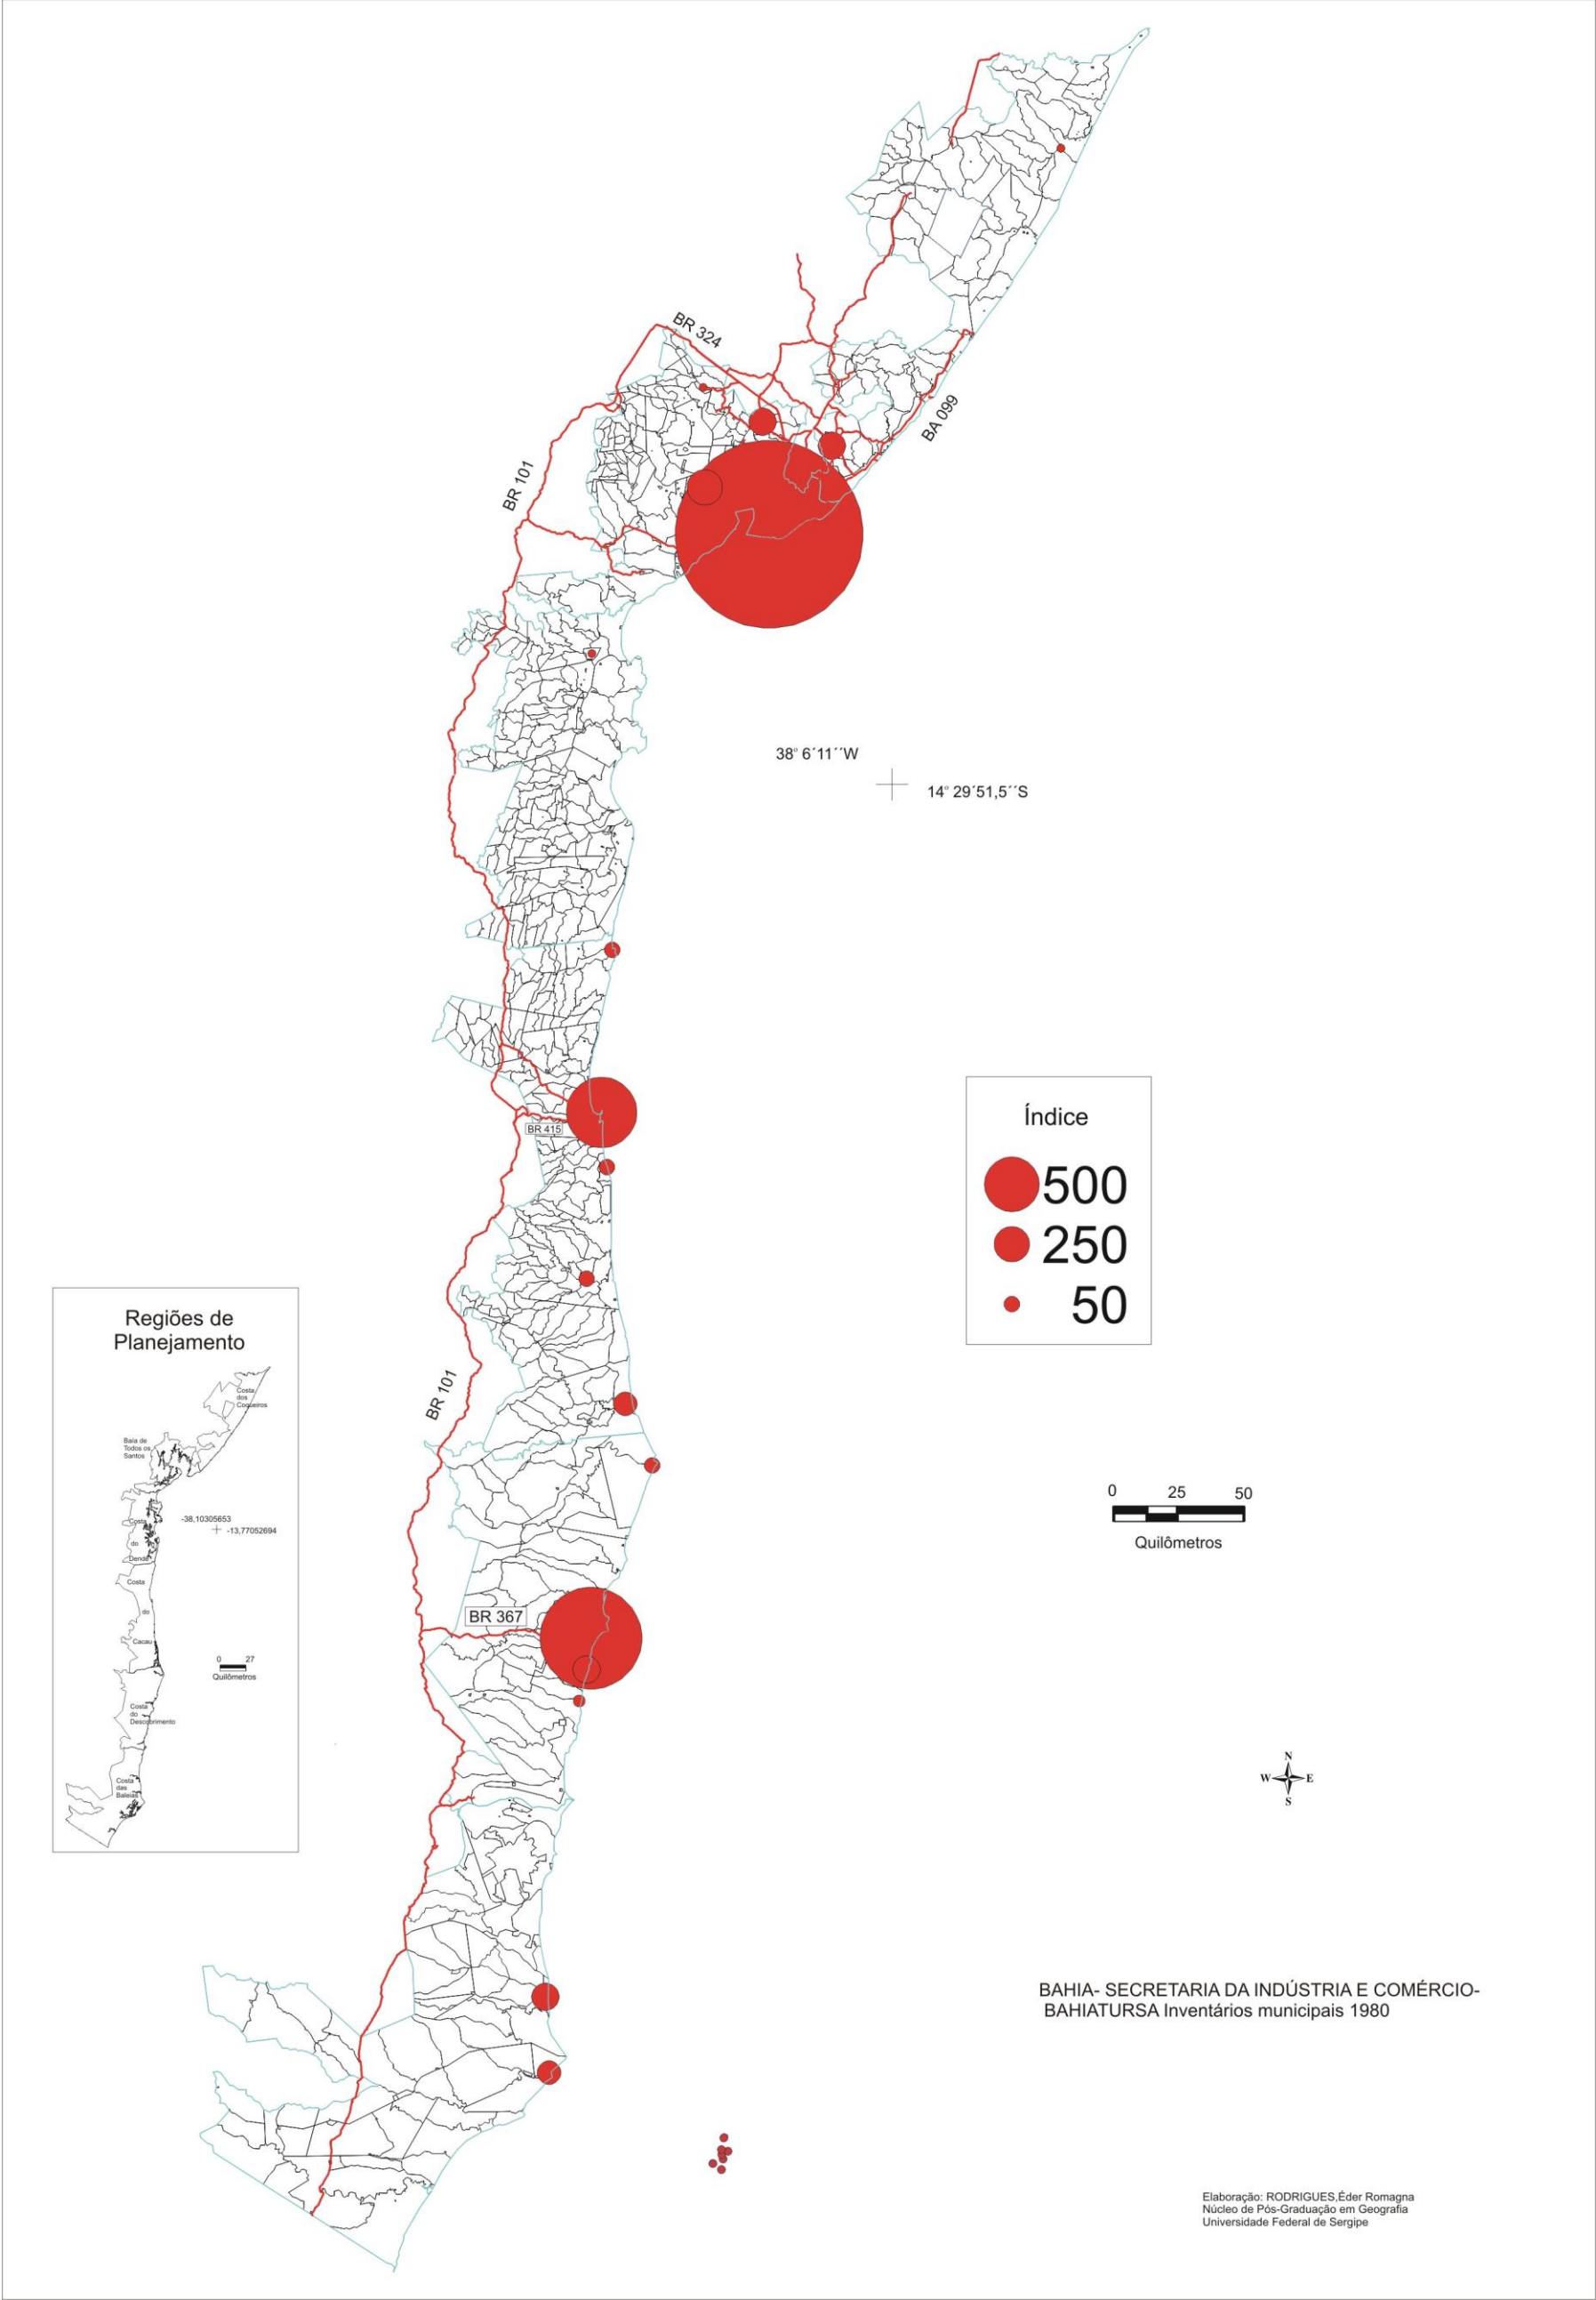 BR 324
BA 099
BR 101
38° 6´11´´W
14° 29´51,5´´S
BR 415
Índice
500
250
50
BR 101
Regiões de
Planejamento
Costa
dos
Coqueiros
Baía de
Todos os
Santos
-38,10305653
-13,77052694
Costa
do
Dendê
Costa
do
Cacau
0 27
Quilômetros
Costa
do
Descobrimento
Costa
das
Baleias
0 25 50
Quilômetros
BR 367
N
W E
S
BAHIA- SECRETARIA DA INDÚSTRIA E COMÉRCIO-
BAHIATURSA Inventários municipais 1980
Elaboração: RODRIGUES,Éder Romagna
Núcleo de Pós-Graduação em Geografia
Universidade Federal de Sergipe